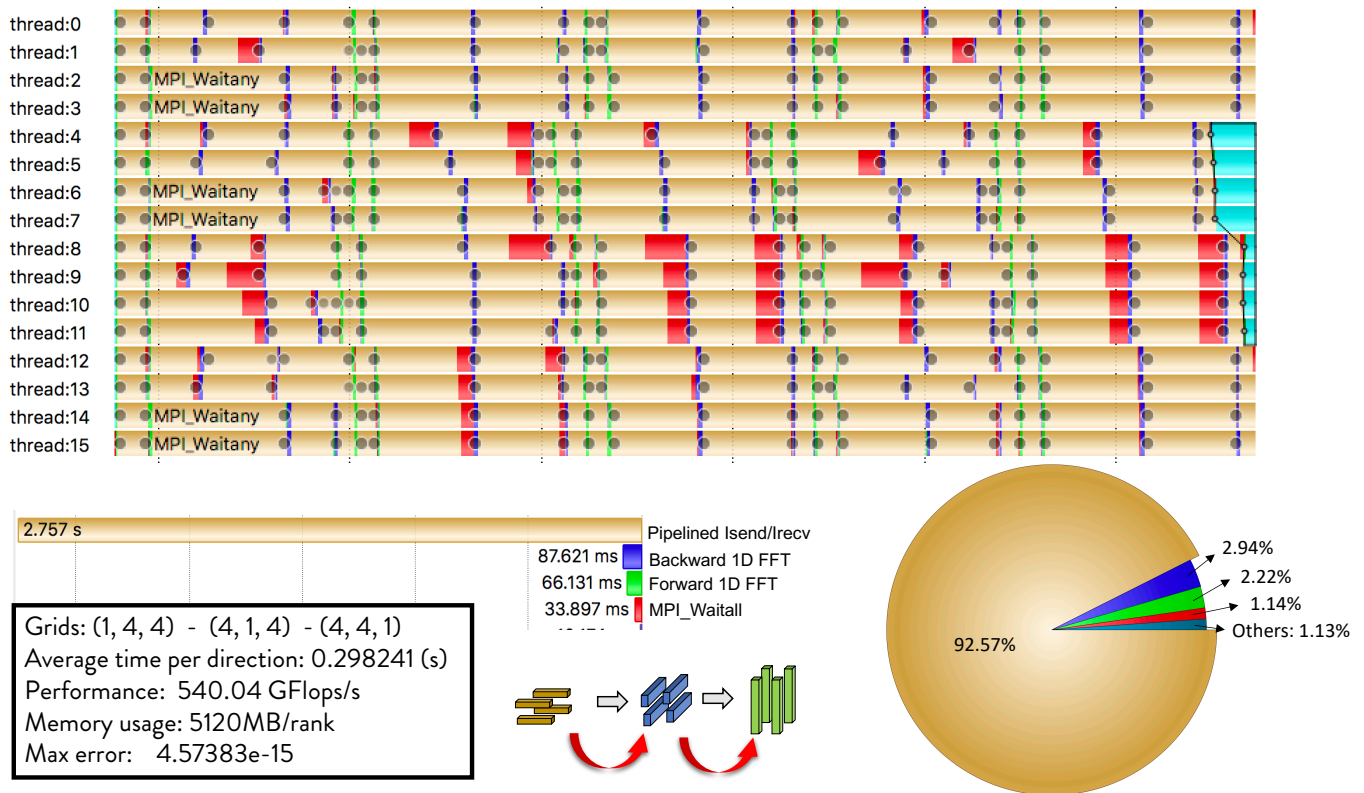 thread:0
thread:1
thread:2 MPI_Waitany
thread:3 MPI_Waitany
thread:4
thread:5
thread:6 MPI_Waitany
thread:7 MPI_Waitany
thread:8
thread:9
thread:10
thread:11
thread:12
thread:13
thread:14 MPI_Waitany
thread:15 MPI_Waitany
2.757 s Pipelined Isend/Irecv
87.621 ms Backward 1D FFT
66.131 ms Forward 1D FFT
33.897 ms MPI_Waitall
Grids: (1, 4, 4) - (4, 1, 4) - (4, 4, 1)
Average time per direction: 0.298241 (s)
Performance: 540.04 GFlops/s
Memory usage: 5120MB/rank
Max error: 4.57383e-15
2.94%
2.22%
1.14%
Others: 1.13%
92.57%